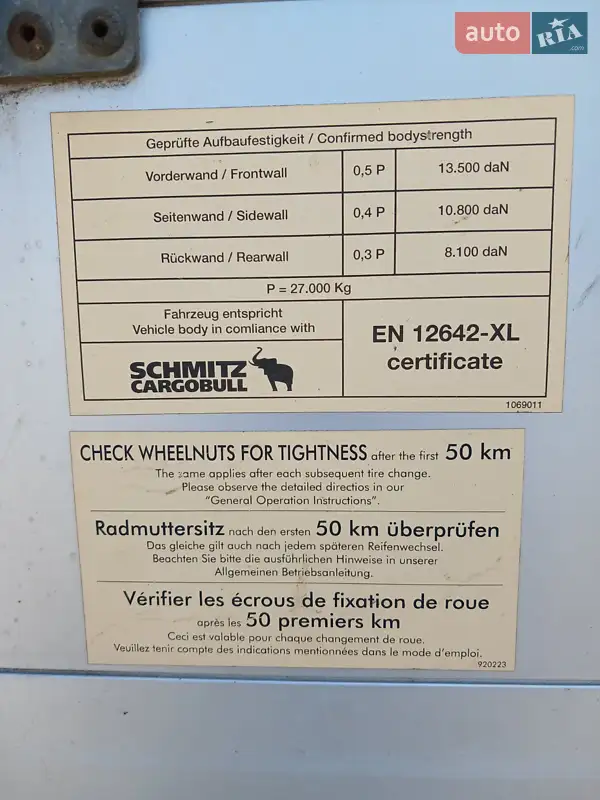 auto RIA .com
Geprüfte Aufbaufestigkeit / Confirmed bodystrength
Vorderwand / Frontwall 0,5 P 13.500 daN
Seitenwand / Sidewall 0,4 P 10.800 daN
Rückwand / Rearwall 0,3 P 8.100 daN
P = 27.000 Kg
Fahrzeug entspricht
Vehicle body in comliance with
SCHMITZ
CARGOBULL
EN 12642-XL
certificate
1069011
CHECK WHEELNUTS FOR TIGHTNESS after the first 50 km
The same applies after each subsequent tire change.
Please observe the detailed directios in our
"General Operation Instructions".
Radmuttersitz nach den ersten 50 km überprüfen
Das gleiche gilt auch nach jedem späteren Reifenwechsel.
Beachten Sie bitte die ausführlichen Hinweise in unserer
Allgemeinen Betriebsanleitung.
Vérifier les écrous de fixation de roue
après les 50 premiers km
Ceci est valable pour chaque changement de roue.
Veuillez tenir compte des indications mentionnées dans le mode d'emploi.
920223